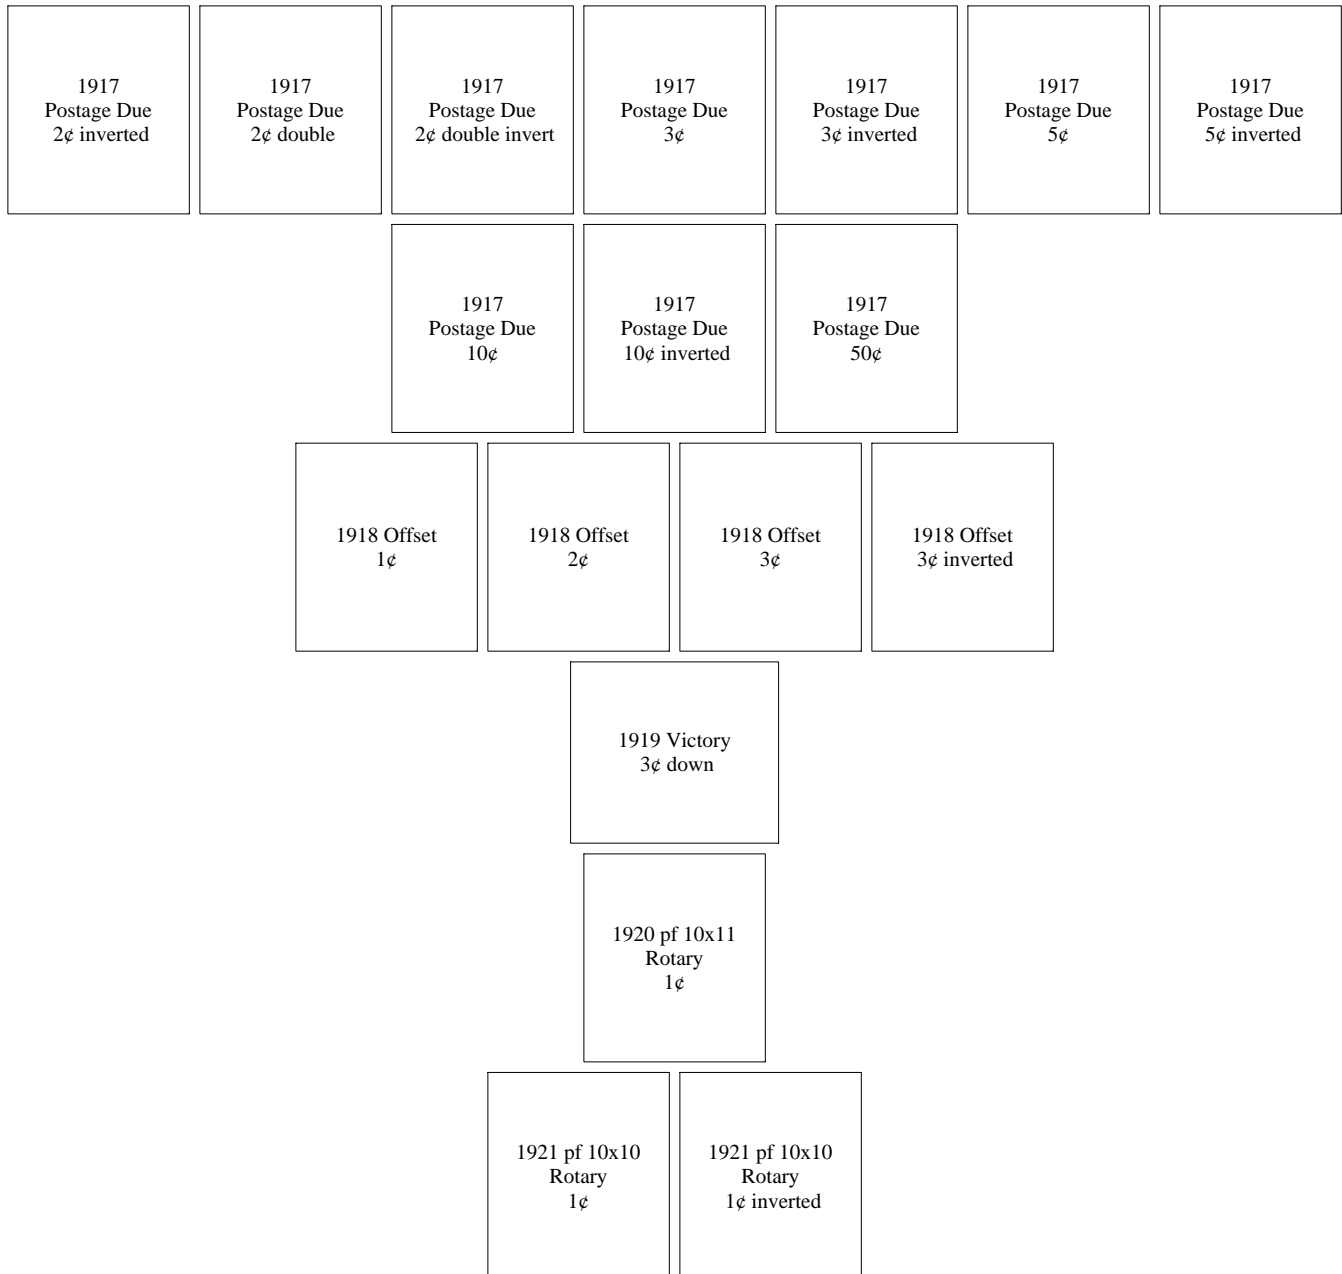 1917
Postage Due
2¢ inverted
1917
Postage Due
2¢ double
1917
Postage Due
2¢ double invert
1917
Postage Due
3¢
1917
Postage Due
3¢ inverted
1917
Postage Due
5¢
1917
Postage Due
5¢ inverted
1917
Postage Due
10¢
1917
Postage Due
10¢ inverted
1917
Postage Due
50¢
1918 Offset
1¢
1918 Offset
2¢
1918 Offset
3¢
1918 Offset
3¢ inverted
1919 Victory
3¢ down
1920 pf 10x11
Rotary
1¢
1921 pf 10x10
Rotary
1¢
1921 pf 10x10
Rotary
1¢ inverted